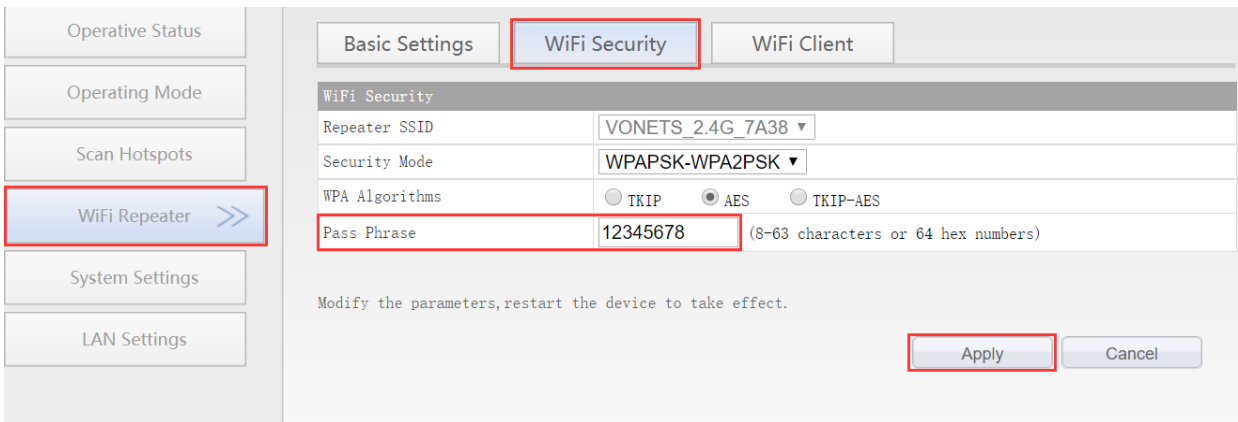 Operative Status
Operating Mode
Scan Hotspots
WiFi Repeater
System Settings
LAN Settings
Basic Settings WiFi Security WiFi Client
WiFi Security
Repeater SSID VONETS_2.4G_7A38
Security Mode WPAPSK-WPA2PSK
WPA Algorithms TKIP AES TKIP-AES
Pass Phrase 12345678 (8-63 characters or 64 hex numbers)
Modify the parameters,restart the device to take effect.
Apply Cancel